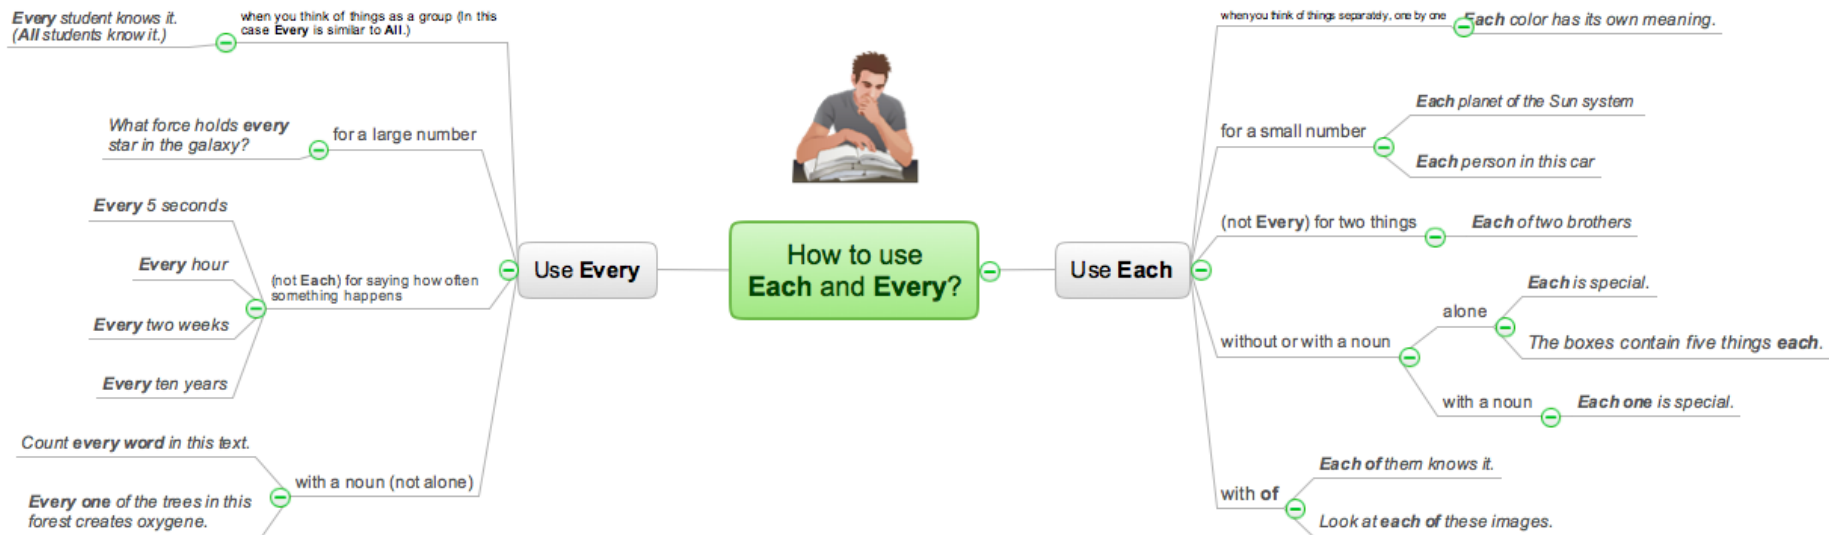 How to use
Each and Every?
Use Every
when you think of things as a group (In this
case Every is similar to All.)
Every student knows it.
(All students know it.)
for a large number
What force holds every
star in the galaxy?
(not Each) for saying how often
something happens
Every 5 seconds
Every hour
Every two weeks
Every ten years
with a noun (not alone)
Count every word in this text.
Every one of the trees in this
forest creates oxygene.
Use Each
when you think of things separately, one by one
Each color has its own meaning.
for a small number
Each planet of the Sun system
Each person in this car
(not Every) for two things
Each of two brothers
without or with a noun
alone
Each is special.
The boxes contain five things each.
with a noun
Each one is special.
with of
Each of them knows it.
Look at each of these images.